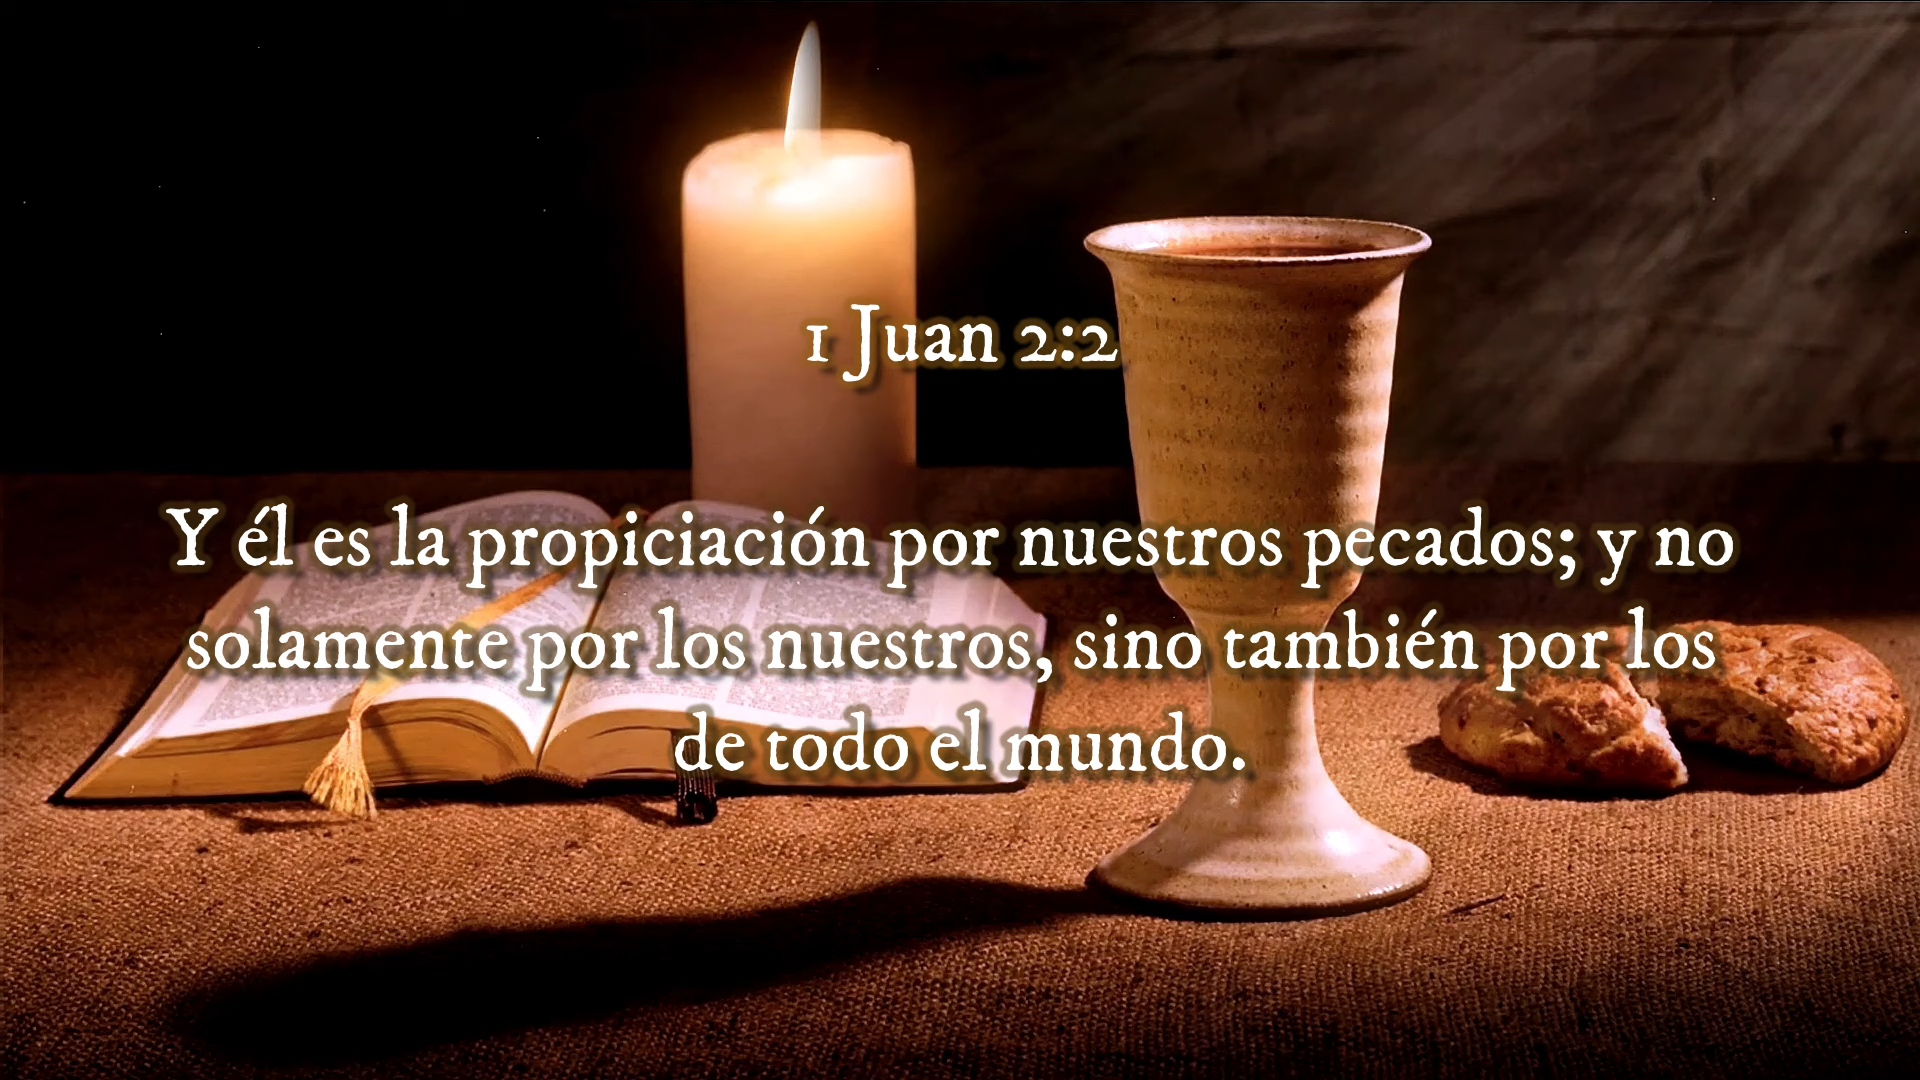 1 Juan 2:2
Y él es la propiciación por nuestros pecados; y no
solamente por los nuestros, sino también por los
de todo el mundo.